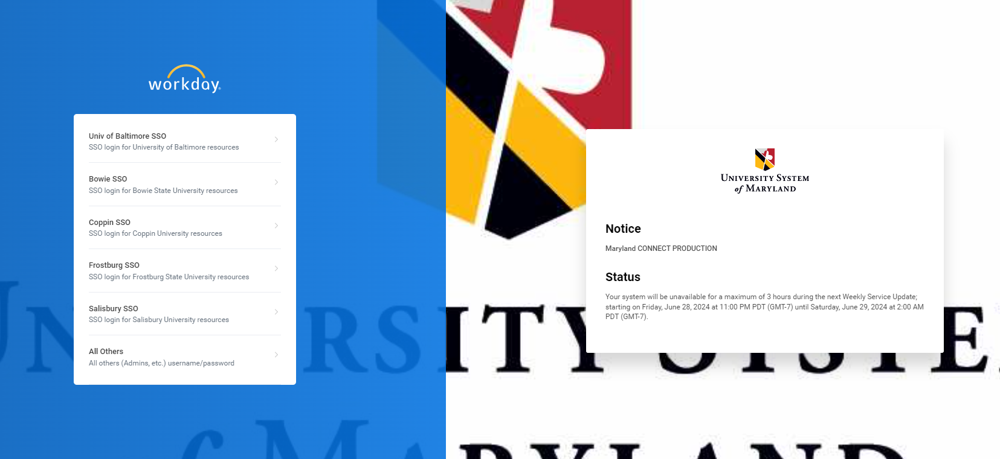 workday.
Univ of Baltimore SSO
SSO login for University of Baltimore resources
Bowie SSO
SSO login for Bowie State University resources
Coppin SSO
SSO login for Coppin University resources
Frostburg SSO
SSO login for Frostburg State University resources
Salisbury SSO
SSO login for Salisbury University resources
All Others
All others (Admins, etc.) username/password
UNIVERSITY SYSTEM
of MARYLAND
Notice
Maryland CONNECT PRODUCTION
Status
Your system will be unavailable for a maximum of 3 hours during the next Weekly Service Update;
starting on Friday, June 28, 2024 at 11:00 PM PDT (GMT-7) until Saturday, June 29, 2024 at 2:00 AM
PDT (GMT-7).